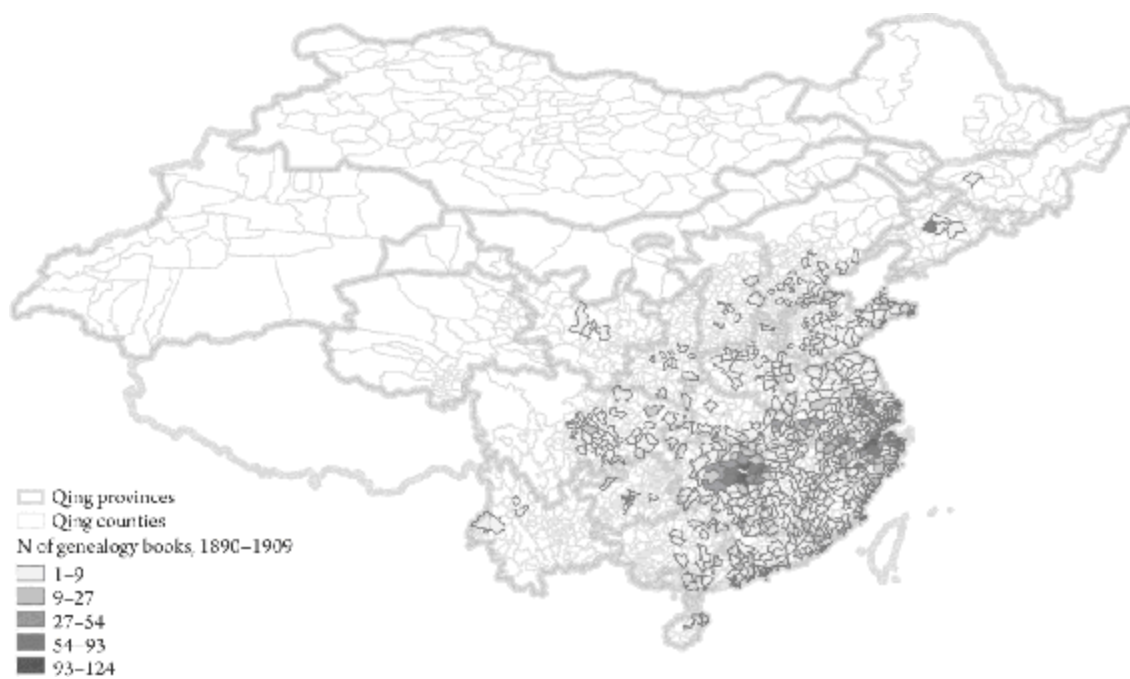 Qing provinces
Qing counties
N of genealogy books, 1890–1909
1–9
9–27
27–54
54–93
93–124